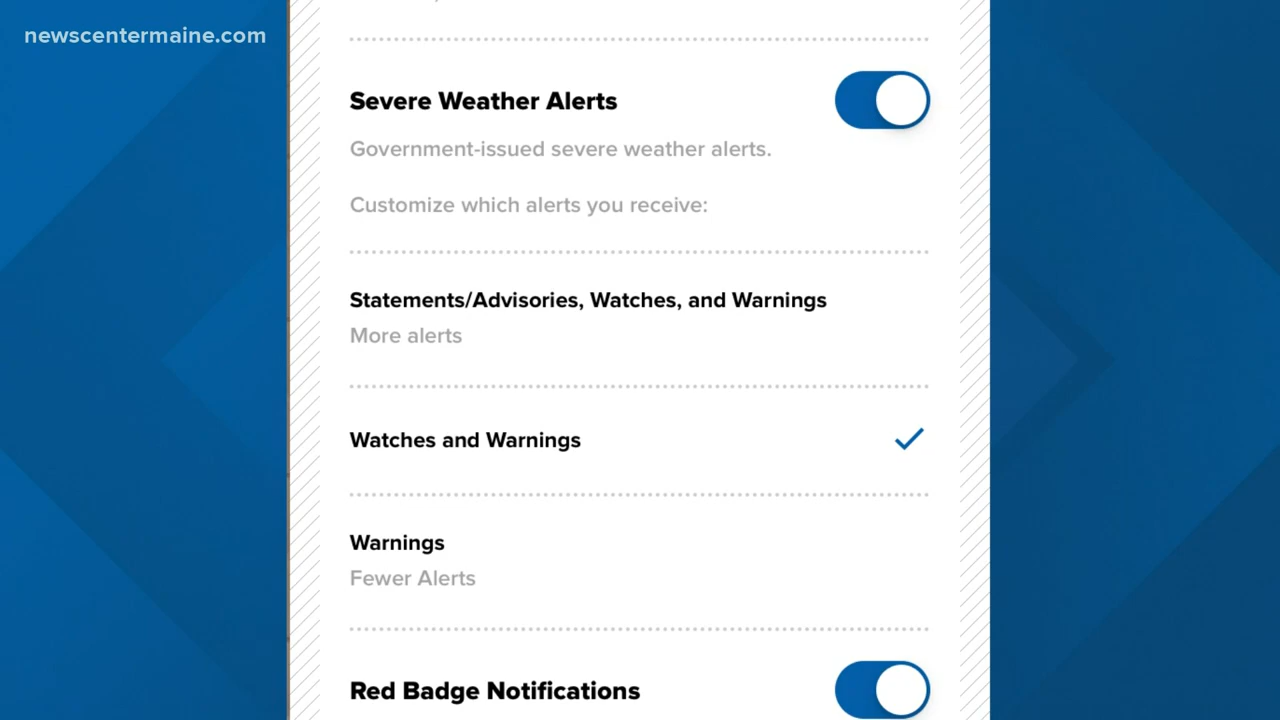 newscentermaine.com
Severe Weather Alerts
Government-issued severe weather alerts.
Customize which alerts you receive:
Statements/Advisories, Watches, and Warnings
More alerts
Watches and Warnings
Warnings
Fewer Alerts
Red Badge Notifications